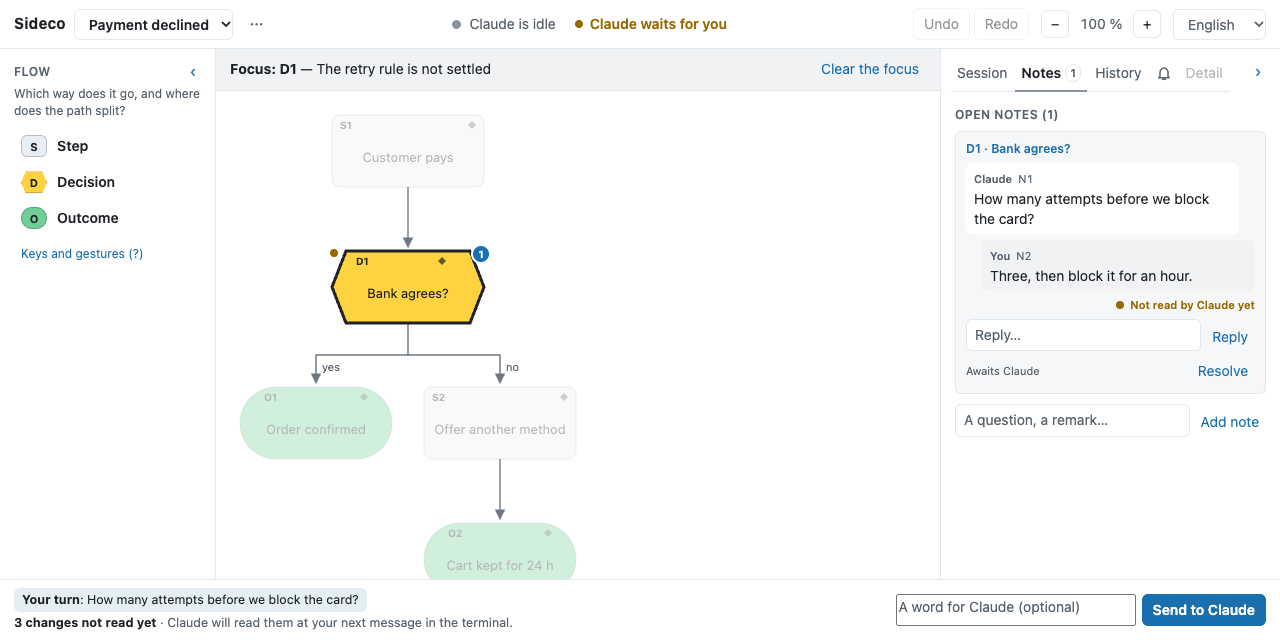 Sideco
Payment declined
...
Claude is idle
Claude waits for you
Undo
Redo
−
100 %
+
English
FLOW
Which way does it go, and where
does the path split?
S
Step
D
Decision
O
Outcome
Keys and gestures (?)
Focus: D1 — The retry rule is not settled
Clear the focus
S1
Customer pays
D1
1
Bank agrees?
yes
no
O1
Order confirmed
S2
Offer another method
O2
Cart kept for 24 h
Session
Notes 1
History
Detail
OPEN NOTES (1)
D1 · Bank agrees?
Claude N1
How many attempts before we block
the card?
You N2
Three, then block it for an hour.
Not read by Claude yet
Reply...
Reply
Awaits Claude
Resolve
A question, a remark...
Add note
Your turn: How many attempts before we block the card?
3 changes not read yet · Claude will read them at your next message in the terminal.
A word for Claude (optional)
Send to Claude